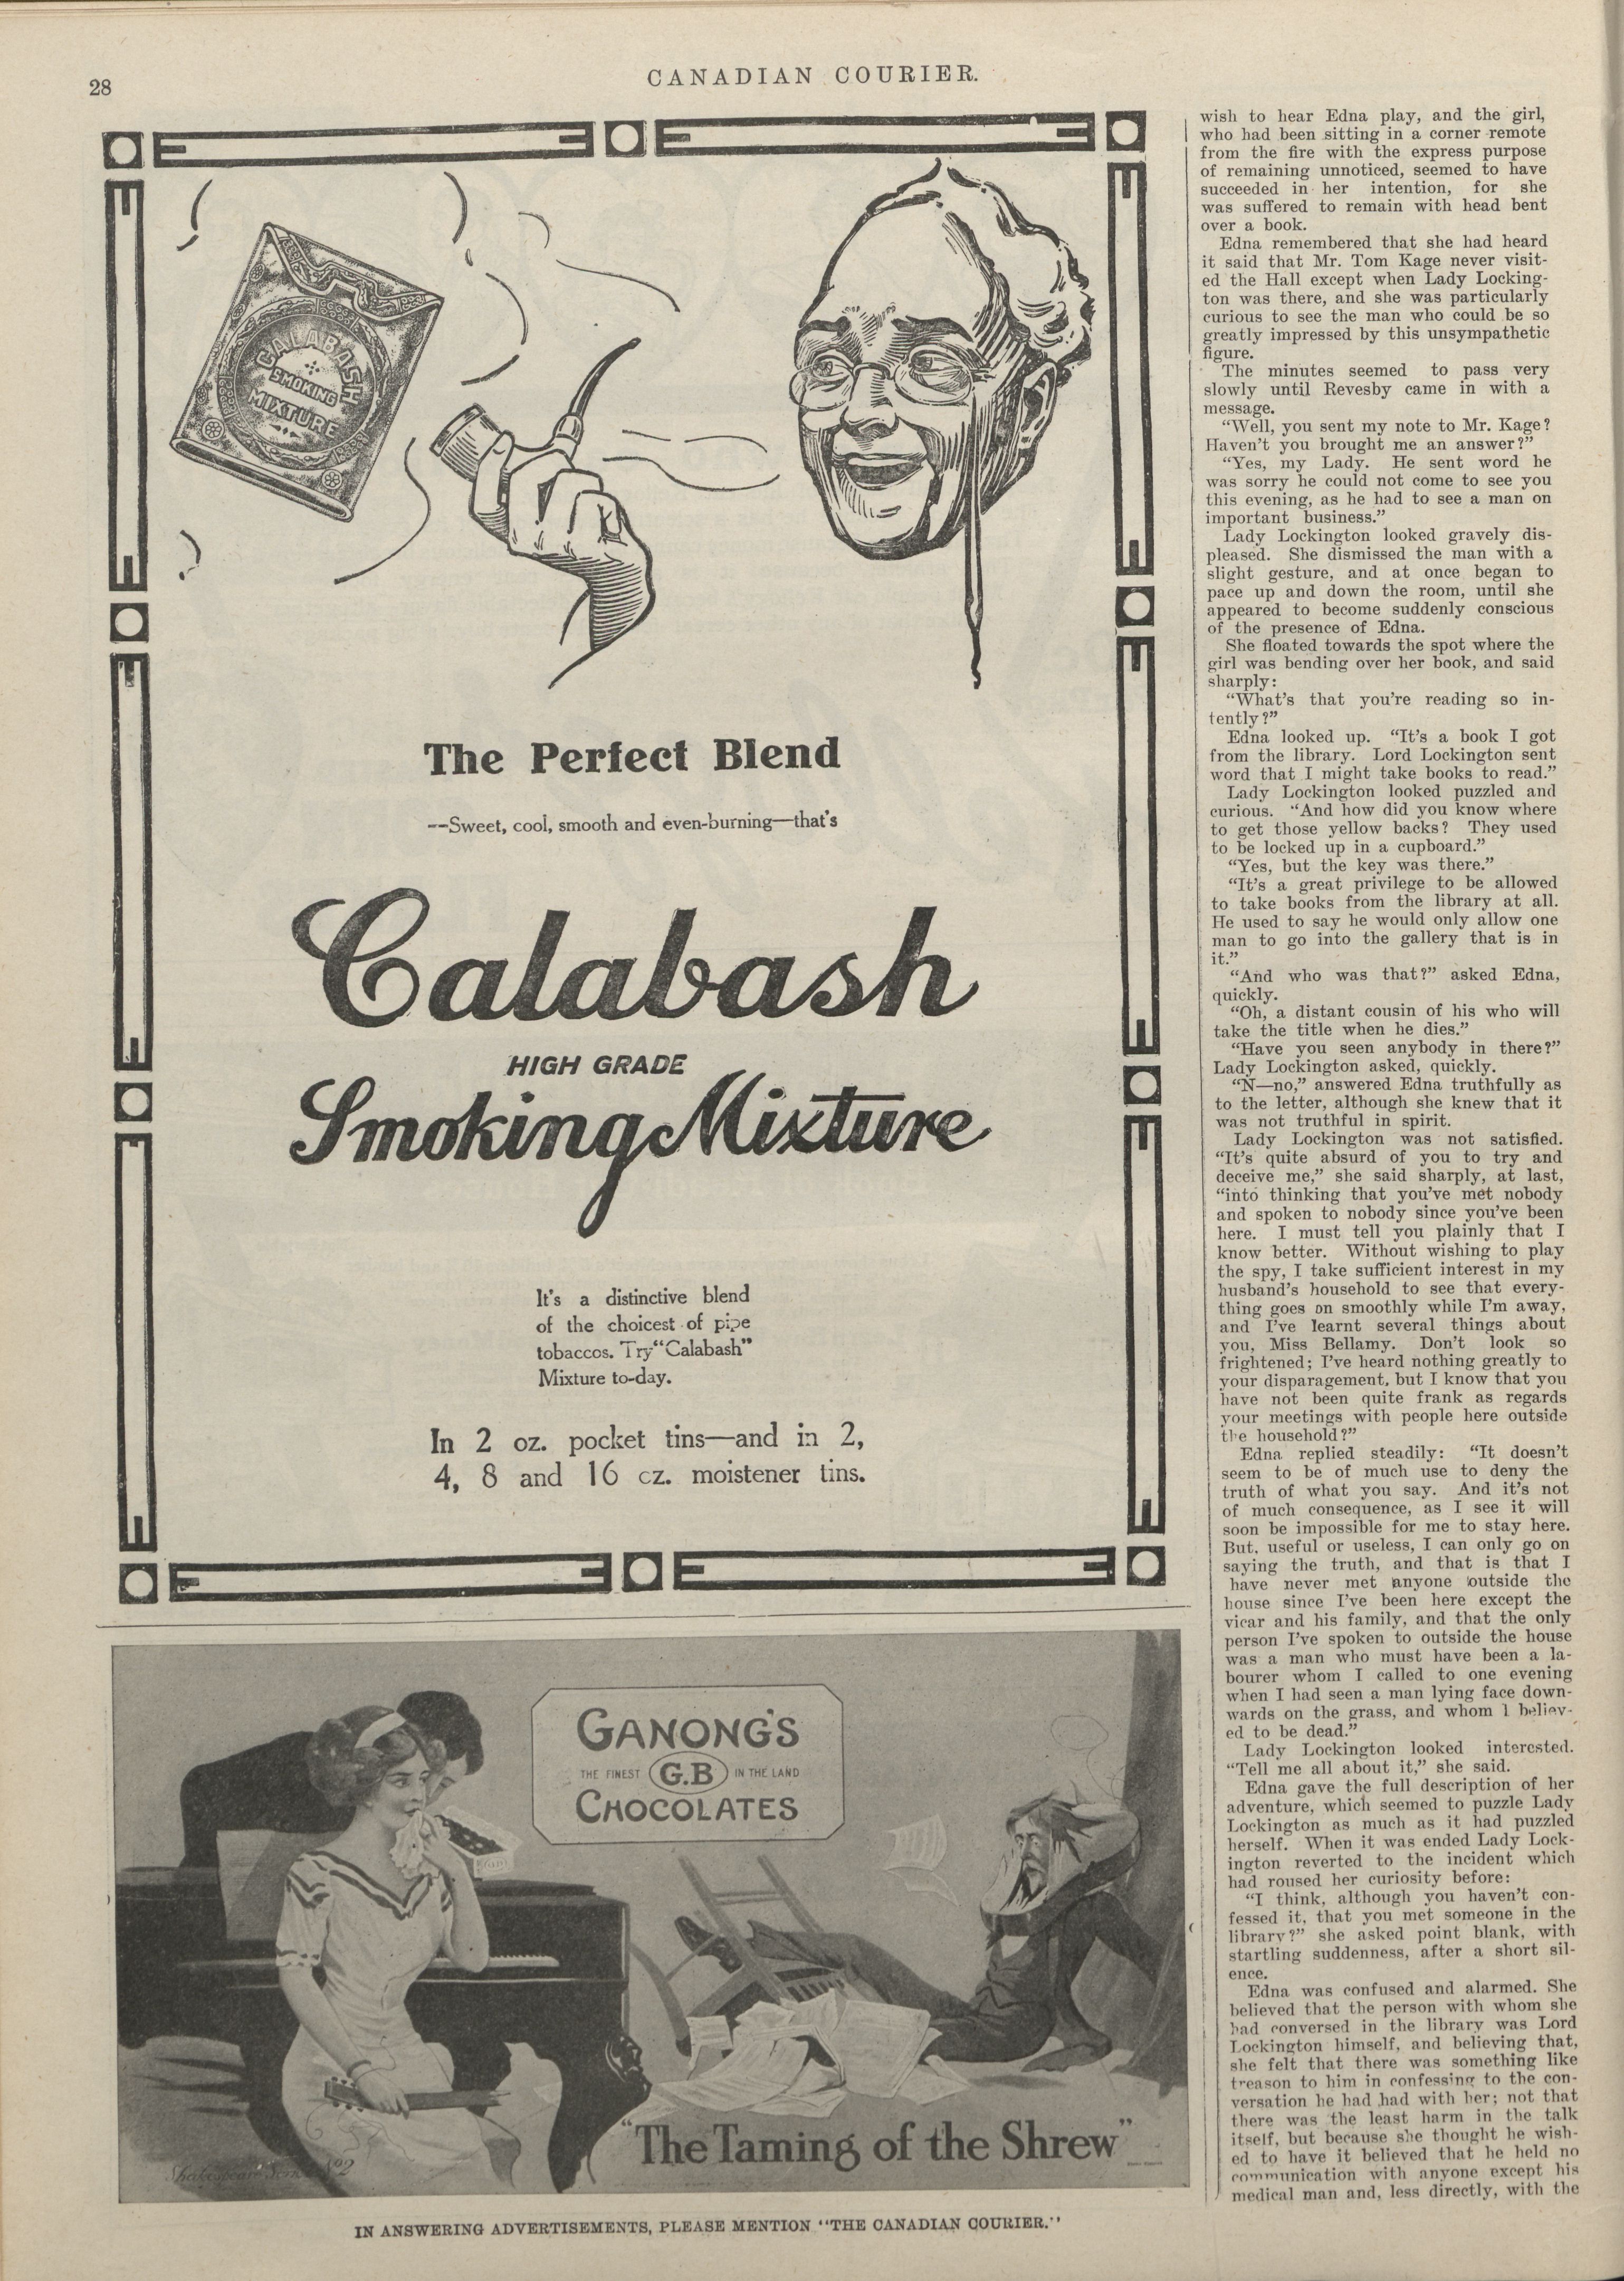 28
CANADIAN COURIER.
CALABASH
SMOKING
MIXTURE
The Perfect Blend
--Sweet, cool, smooth and even-burning—that's
Calabash
HIGH GRADE
Smoking Mixture
It's a distinctive blend
of the choicest of pipe
tobaccos. Try "Calabash"
Mixture to-day.
In 2 oz. pocket tins—and in 2,
4, 8 and 16 oz. moistener tins.
GANONG'S
THE FINEST G.B IN THE LAND
CHOCOLATES
"The Taming of the Shrew"
Shakespeare Series No 2
wish to hear Edna play, and the girl,
who had been sitting in a corner remote
from the fire with the express purpose
of remaining unnoticed, seemed to have
succeeded in her intention, for she
was suffered to remain with head bent
over a book.
Edna remembered that she had heard
it said that Mr. Tom Kage never visit-
ed the Hall except when Lady Locking-
ton was there, and she was particularly
curious to see the man who could be so
greatly impressed by this unsympathetic
figure.
The minutes seemed to pass very
slowly until Revesby came in with a
message.
"Well, you sent my note to Mr. Kage?
Haven't you brought me an answer?"
"Yes, my Lady. He sent word he
was sorry he could not come to see you
this evening, as he had to see a man on
important business."
Lady Lockington looked gravely dis-
pleased. She dismissed the man with a
slight gesture, and at once began to
pace up and down the room, until she
appeared to become suddenly conscious
of the presence of Edna.
She floated towards the spot where the
girl was bending over her book, and said
sharply:
"What's that you're reading so in-
tently?"
Edna looked up. "It's a book I got
from the library. Lord Lockington sent
word that I might take books to read."
Lady Lockington looked puzzled and
curious. "And how did you know where
to get those yellow backs? They used
to be locked up in a cupboard."
"Yes, but the key was there."
"It's a great privilege to be allowed
to take books from the library at all.
He used to say he would only allow one
man to go into the gallery that is in
it."
"And who was that?" asked Edna,
quickly.
"Oh, a distant cousin of his who will
take the title when he dies."
"Have you seen anybody in there?"
Lady Lockington asked, quickly.
"N—no," answered Edna truthfully as
to the letter, although she knew that it
was not truthful in spirit.
Lady Lockington was not satisfied.
"It's quite absurd of you to try and
deceive me," she said sharply, at last,
"into thinking that you've met nobody
and spoken to nobody since you've been
here. I must tell you plainly that I
know better. Without wishing to play
the spy, I take sufficient interest in my
husband's household to see that every-
thing goes on smoothly while I'm away,
and I've learnt several things about
you, Miss Bellamy. Don't look so
frightened; I've heard nothing greatly to
your disparagement, but I know that you
have not been quite frank as regards
your meetings with people here outside
the household?"
Edna replied steadily: "It doesn't
seem to be of much use to deny the
truth of what you say. And it's not
of much consequence, as I see it will
soon be impossible for me to stay here.
But, useful or useless, I can only go on
saying the truth, and that is that I
have never met anyone outside the
house since I've been here except the
vicar and his family, and that the only
person I've spoken to outside the house
was a man who must have been a la-
bourer whom I called to one evening
when I had seen a man lying face down-
wards on the grass, and whom I believ-
ed to be dead."
Lady Lockington looked interested.
"Tell me all about it," she said.
Edna gave the full description of her
adventure, which seemed to puzzle Lady
Lockington as much as it had puzzled
herself. When it was ended Lady Lock-
ington reverted to the incident which
had roused her curiosity before:
"I think, although you haven't con-
fessed it, that you met someone in the
library?" she asked point blank, with
startling suddenness, after a short sil-
ence.
Edna was confused and alarmed. She
believed that the person with whom she
had conversed in the library was Lord
Lockington himself, and believing that,
she felt that there was something like
treason to him in confessing to the con-
versation he had had with her; not that
there was the least harm in the talk
itself, but because she thought he wish-
ed to have it believed that he held no
communication with anyone except his
medical man and, less directly, with the
IN ANSWERING ADVERTISEMENTS, PLEASE MENTION "THE CANADIAN COURIER."